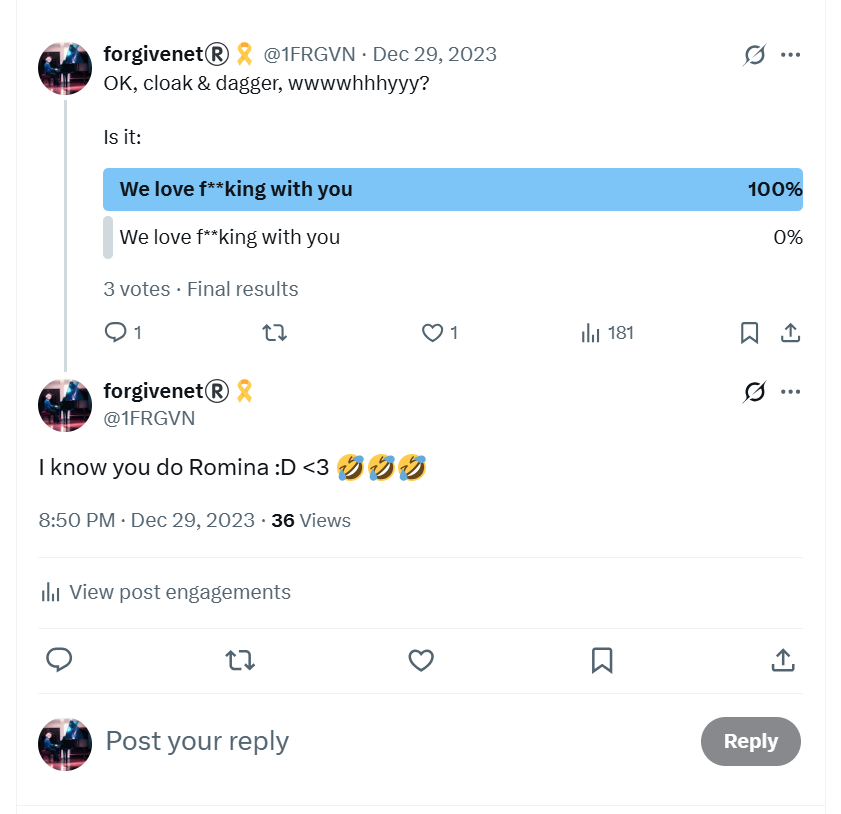 forgivenet®️🎗️ @1FRGVN · Dec 29, 2023
OK, cloak & dagger, wwwwhhhyyy?
Is it:
We love f**king with you 100%
We love f**king with you 0%
3 votes · Final results
1 1 181
forgivenet®️🎗️
@1FRGVN
I know you do Romina :D <3 🤣🤣🤣
8:50 PM · Dec 29, 2023 · 36 Views
View post engagements
Post your reply Reply